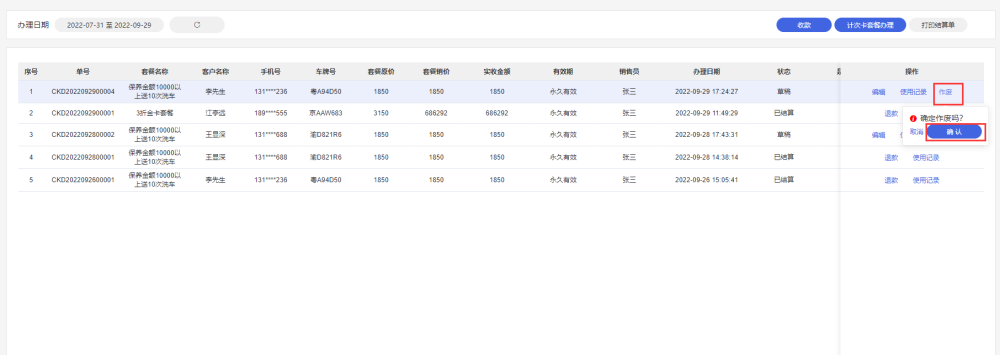 办理日期 2022-07-31 至 2022-09-29 收款 计次卡套餐办理 打印结算单
序号 单号 套餐名称 客户名称 手机号 车牌号 套餐原价 套餐销价 实收金额 有效期 销售员 办理日期 状态 操作
1 CKD2022092900004 保养金额10000以上送10次洗车 李先生 131****236 粤A94D50 1850 1850 1850 永久有效 张三 2022-09-29 17:24:27 草稿 编辑 使用记录 作废
2 CKD2022092900001 3折金卡套餐 江李远 189****555 京AAW683 3150 686292 686292 永久有效 张三 2022-09-29 11:49:29 已结算 退款
确定作废吗?
取消 确 认
3 CKD2022092800002 保养金额10000以上送10次洗车 王昱深 131****688 渝D821R6 1850 1850 1850 永久有效 张三 2022-09-28 17:43:31 草稿 编辑
4 CKD2022092800001 保养金额10000以上送10次洗车 王昱深 131****688 渝D821R6 1850 1850 1850 永久有效 张三 2022-09-28 14:38:14 已结算 退款 使用记录
5 CKD2022092600001 保养金额10000以上送10次洗车 李先生 131****236 粤A94D50 1850 1850 1850 永久有效 张三 2022-09-26 15:05:41 已结算 退款 使用记录